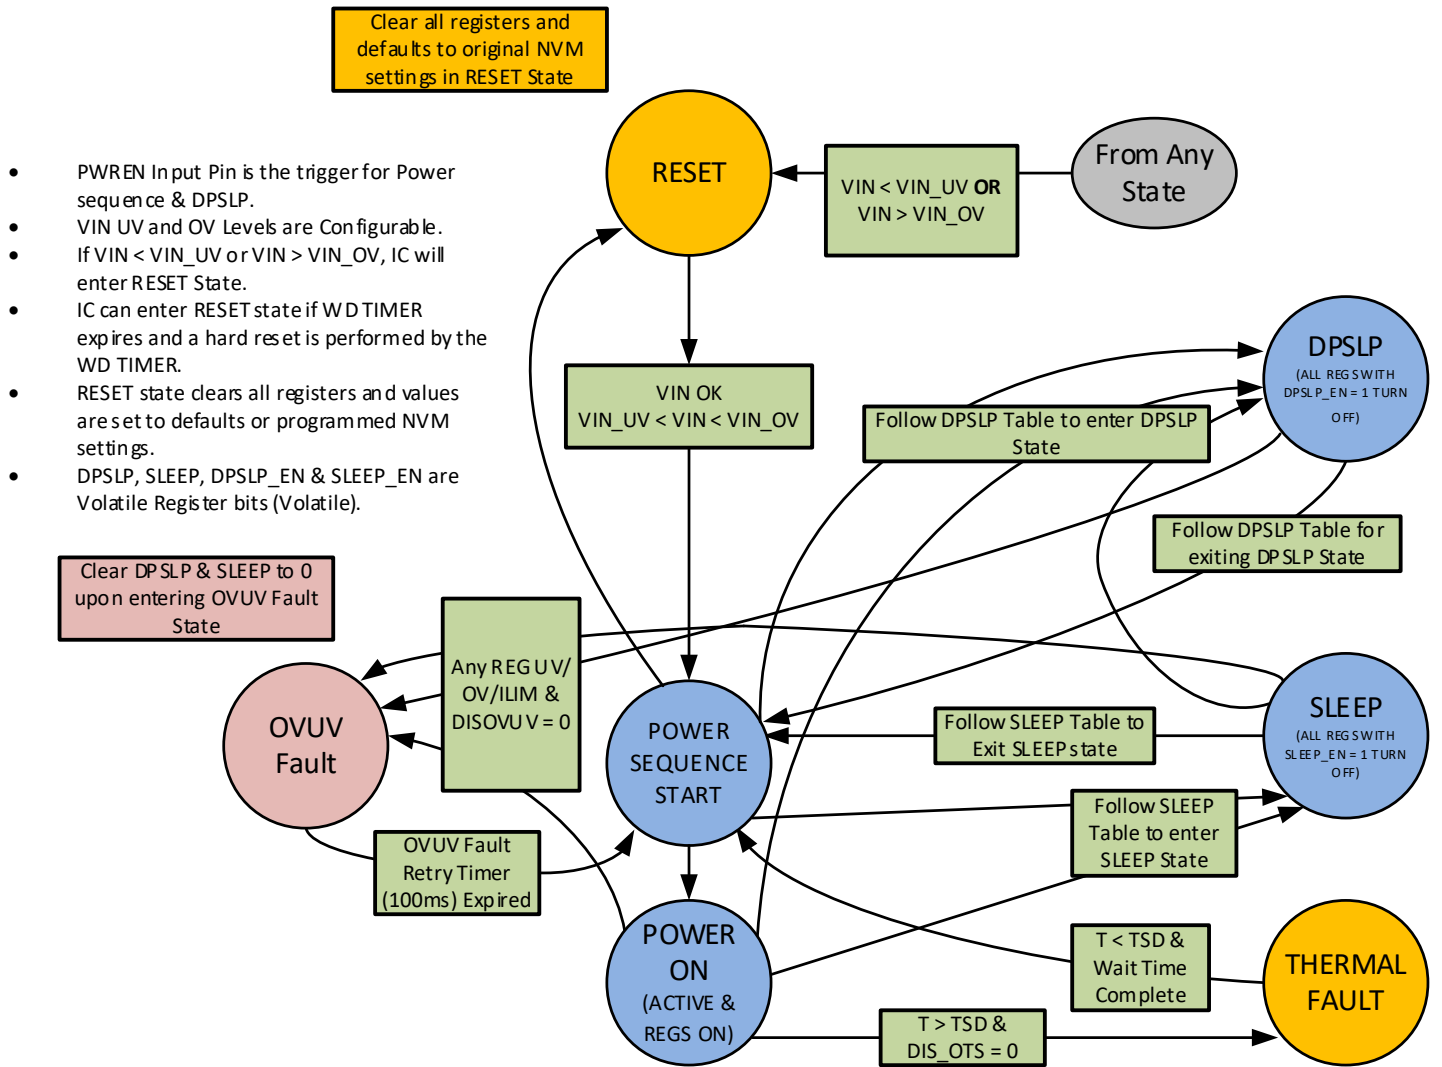 Clear all registers and
defaults to original NVM
settings in RESET State
RESET
VIN < VIN_UV OR
VIN > VIN_OV
From Any
State
• PWREN Input Pin is the trigger for Power
sequence & DPSLP.
• VIN UV and OV Levels are Configurable.
• If VIN < VIN_UV or VIN > VIN_OV, IC will
enter RESET State.
• IC can enter RESET state if WD TIMER
expires and a hard reset is performed by the
WD TIMER.
• RESET state clears all registers and values
are set to defaults or programmed NVM
settings.
• DPSLP, SLEEP, DPSLP_EN & SLEEP_EN are
Volatile Register bits (Volatile).
VIN OK
VIN_UV < VIN < VIN_OV
DPSLP
(ALL REGS WITH
DPSLP_EN = 1 TURN
OFF)
Follow DPSLP Table to enter DPSLP
State
Follow DPSLP Table for
exiting DPSLP State
Clear DPSLP & SLEEP to 0
upon entering OVUV Fault
State
Any REG UV/
OV/ILIM &
DISOVUV = 0
OVUV
Fault
POWER
SEQUENCE
START
Follow SLEEP Table to
Exit SLEEP state
SLEEP
(ALL REGS WITH
SLEEP_EN = 1 TURN
OFF)
Follow SLEEP
Table to enter
SLEEP State
OVUV Fault
Retry Timer
(100ms) Expired
POWER
ON
(ACTIVE &
REGS ON)
T < TSD &
Wait Time
Complete
THERMAL
FAULT
T > TSD &
DIS_OTS = 0